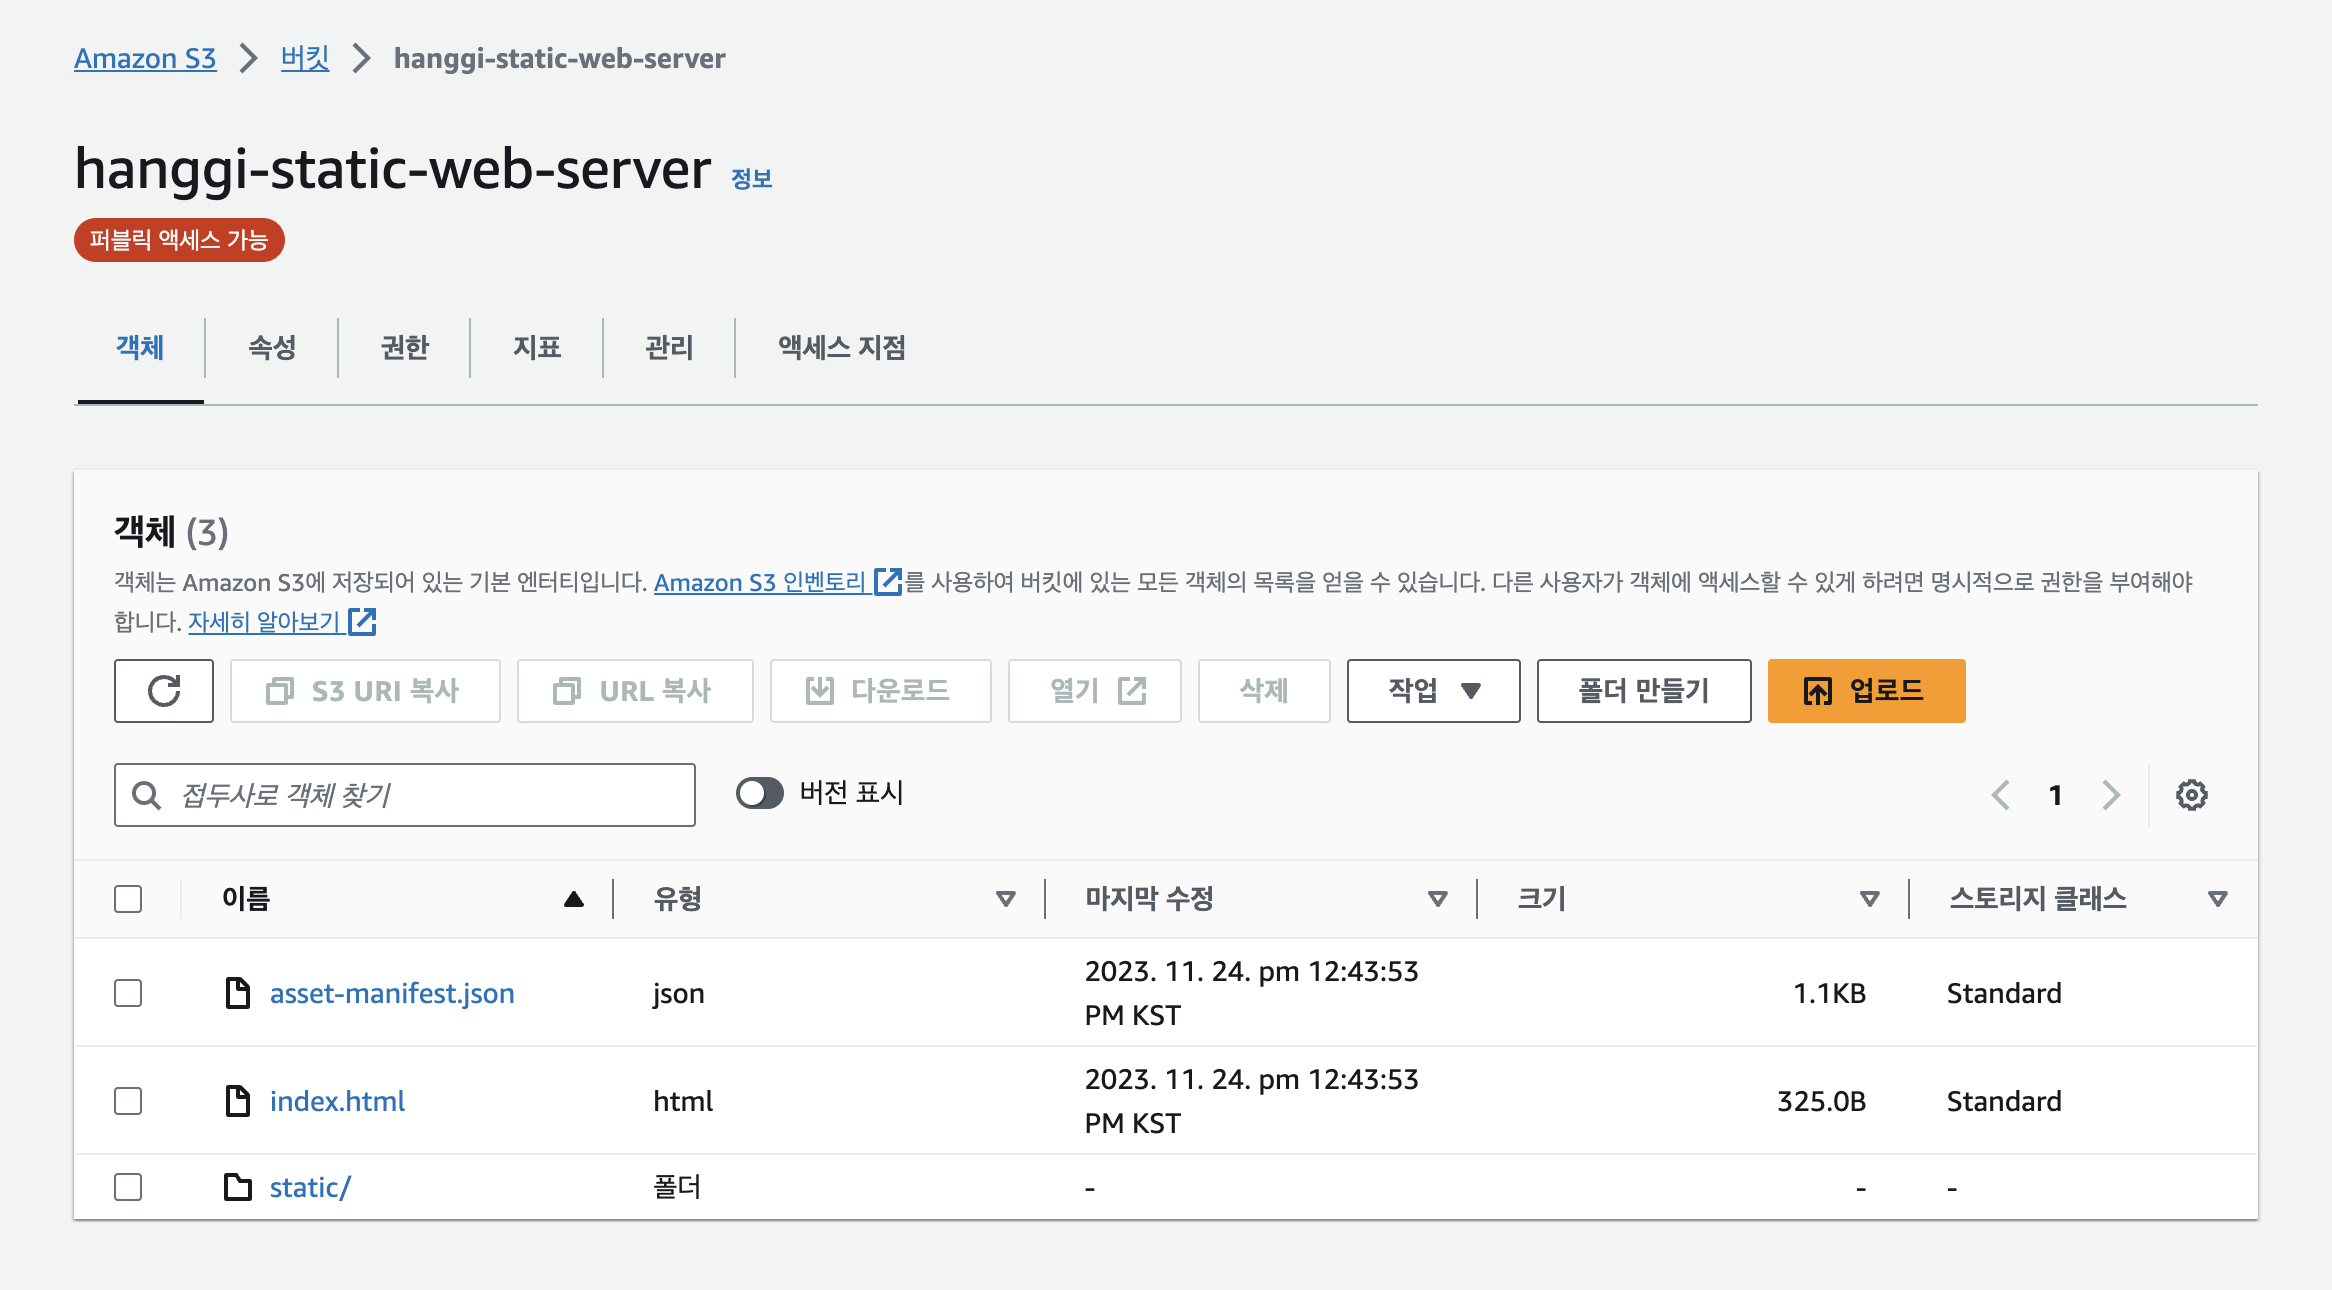 Amazon S3 버킷 hanggi-static-web-server
hanggi-static-web-server 정보
퍼블릭 액세스 가능
객체 속성 권한 지표 관리 액세스 지점
객체 (3)
객체는 Amazon S3에 저장되어 있는 기본 엔터티입니다. Amazon S3 인벤토리 를 사용하여 버킷에 있는 모든 객체의 목록을 얻을 수 있습니다. 다른 사용자가 객체에 액세스할 수 있게 하려면 명시적으로 권한을 부여해야
합니다. 자세히 알아보기
S3 URI 복사 URL 복사 다운로드 열기 삭제 작업 폴더 만들기 업로드
접두사로 객체 찾기 버전 표시 1
이름 유형 마지막 수정 크기 스토리지 클래스
asset-manifest.json json 2023. 11. 24. pm 12:43:53 1.1KB Standard
PM KST
index.html html 2023. 11. 24. pm 12:43:53 325.0B Standard
PM KST
static/ 폴더 - - -